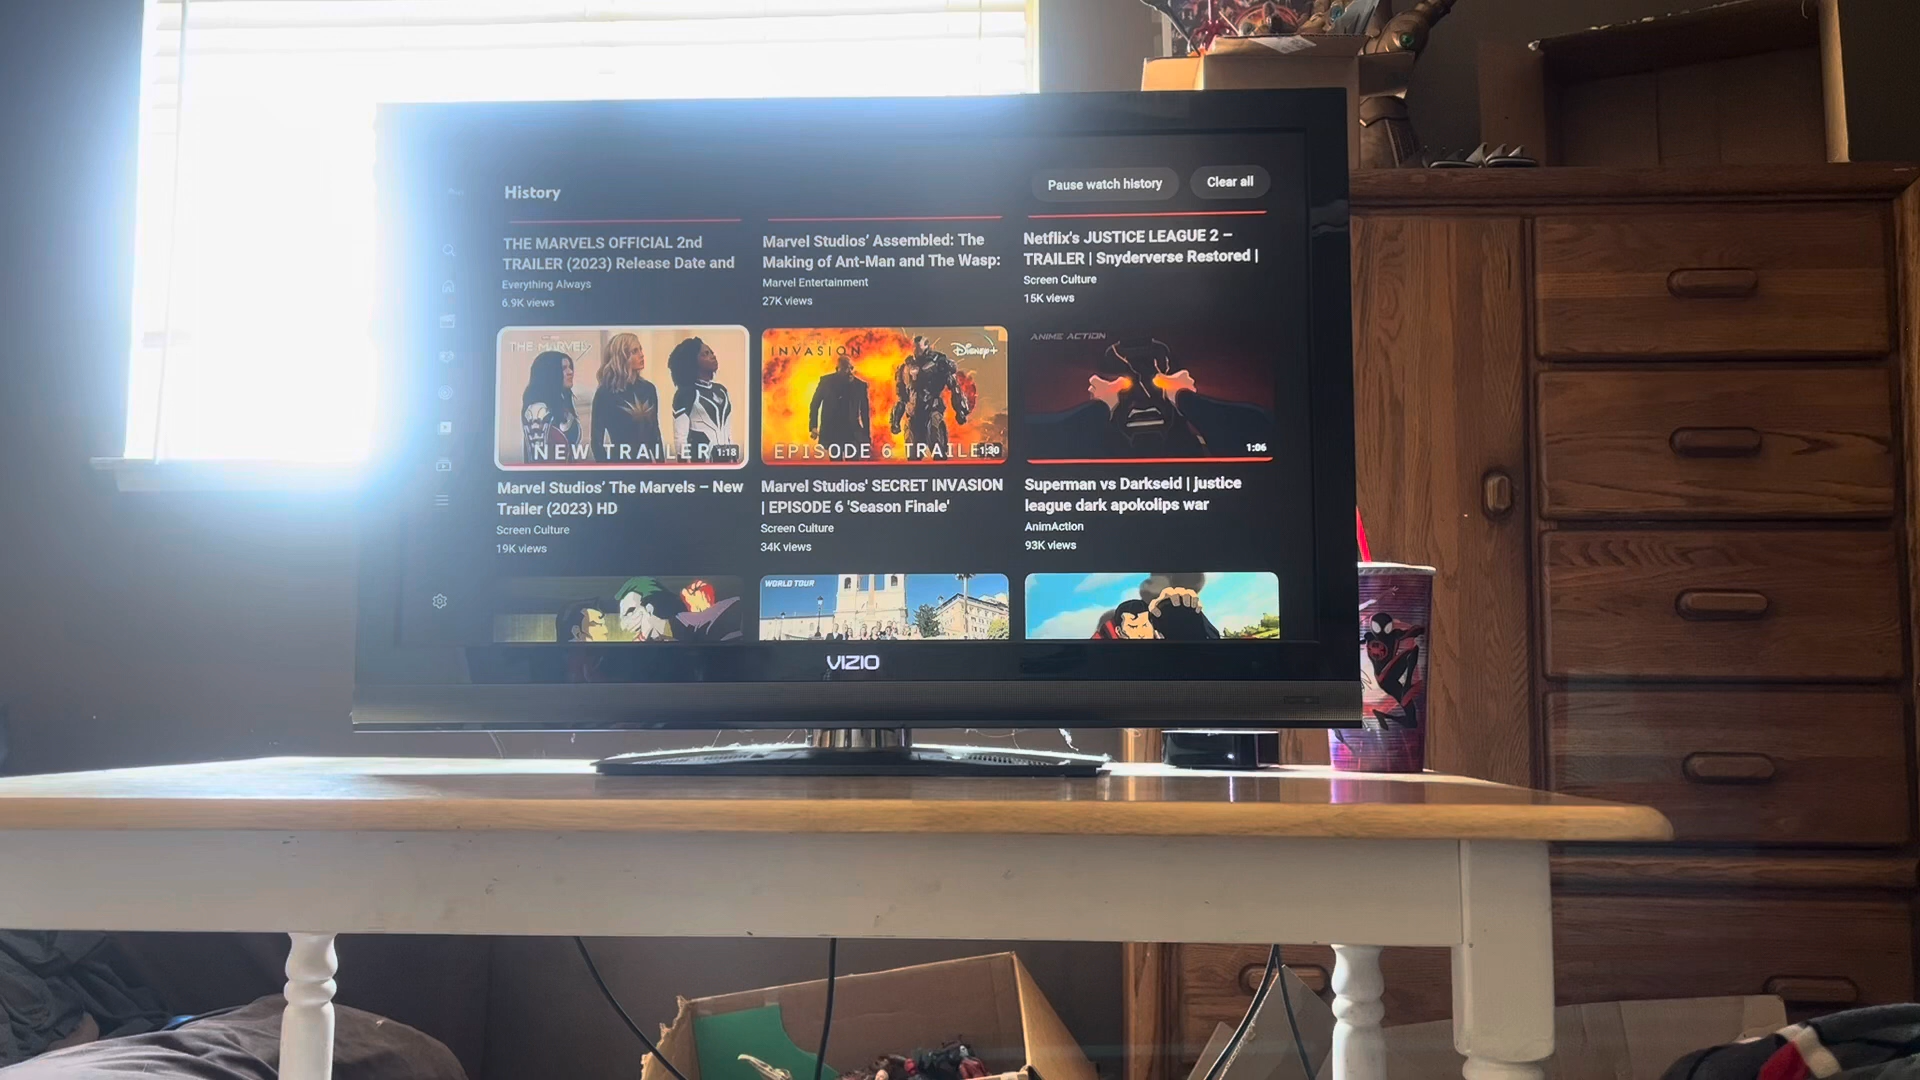 History
Pause watch history
Clear all
THE MARVELS OFFICIAL 2nd
TRAILER (2023) Release Date and
Everything Always
6.9K views
Marvel Studios' Assembled: The
Making of Ant-Man and The Wasp:
Marvel Entertainment
27K views
Netflix's JUSTICE LEAGUE 2 –
TRAILER | Snyderverse Restored |
Screen Culture
15K views
THE MARVELS
NEW TRAILER
1:18
Marvel Studios' The Marvels – New
Trailer (2023) HD
Screen Culture
19K views
INVASION
Disney+
EPISODE 6 TRAILE
1:30
Marvel Studios' SECRET INVASION
| EPISODE 6 'Season Finale'
Screen Culture
34K views
ANIME ACTION
1:06
Superman vs Darkseid | justice
league dark apokolips war
AnimAction
93K views
WORLD TOUR
VIZIO